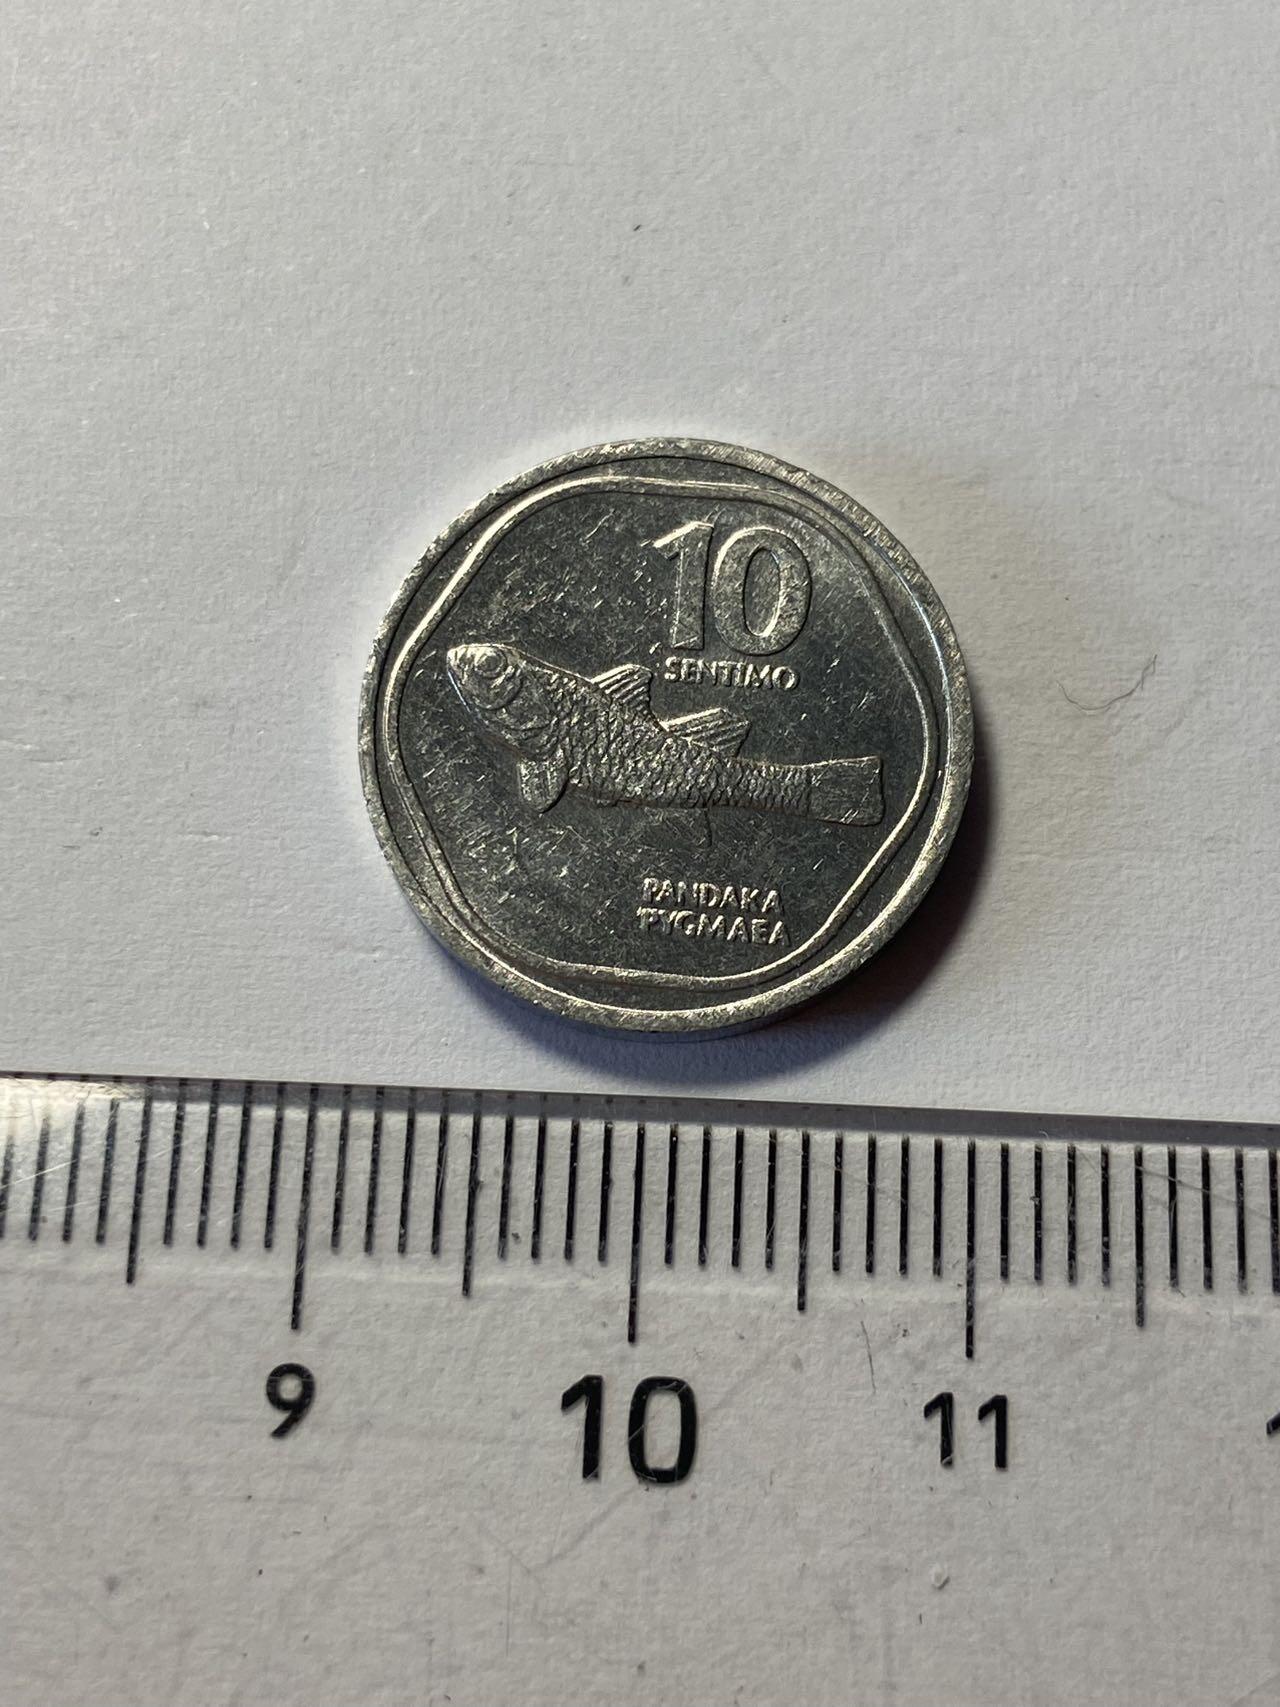 10
SENTIMO
PANDAKA
PYGMAEA
9 10 11